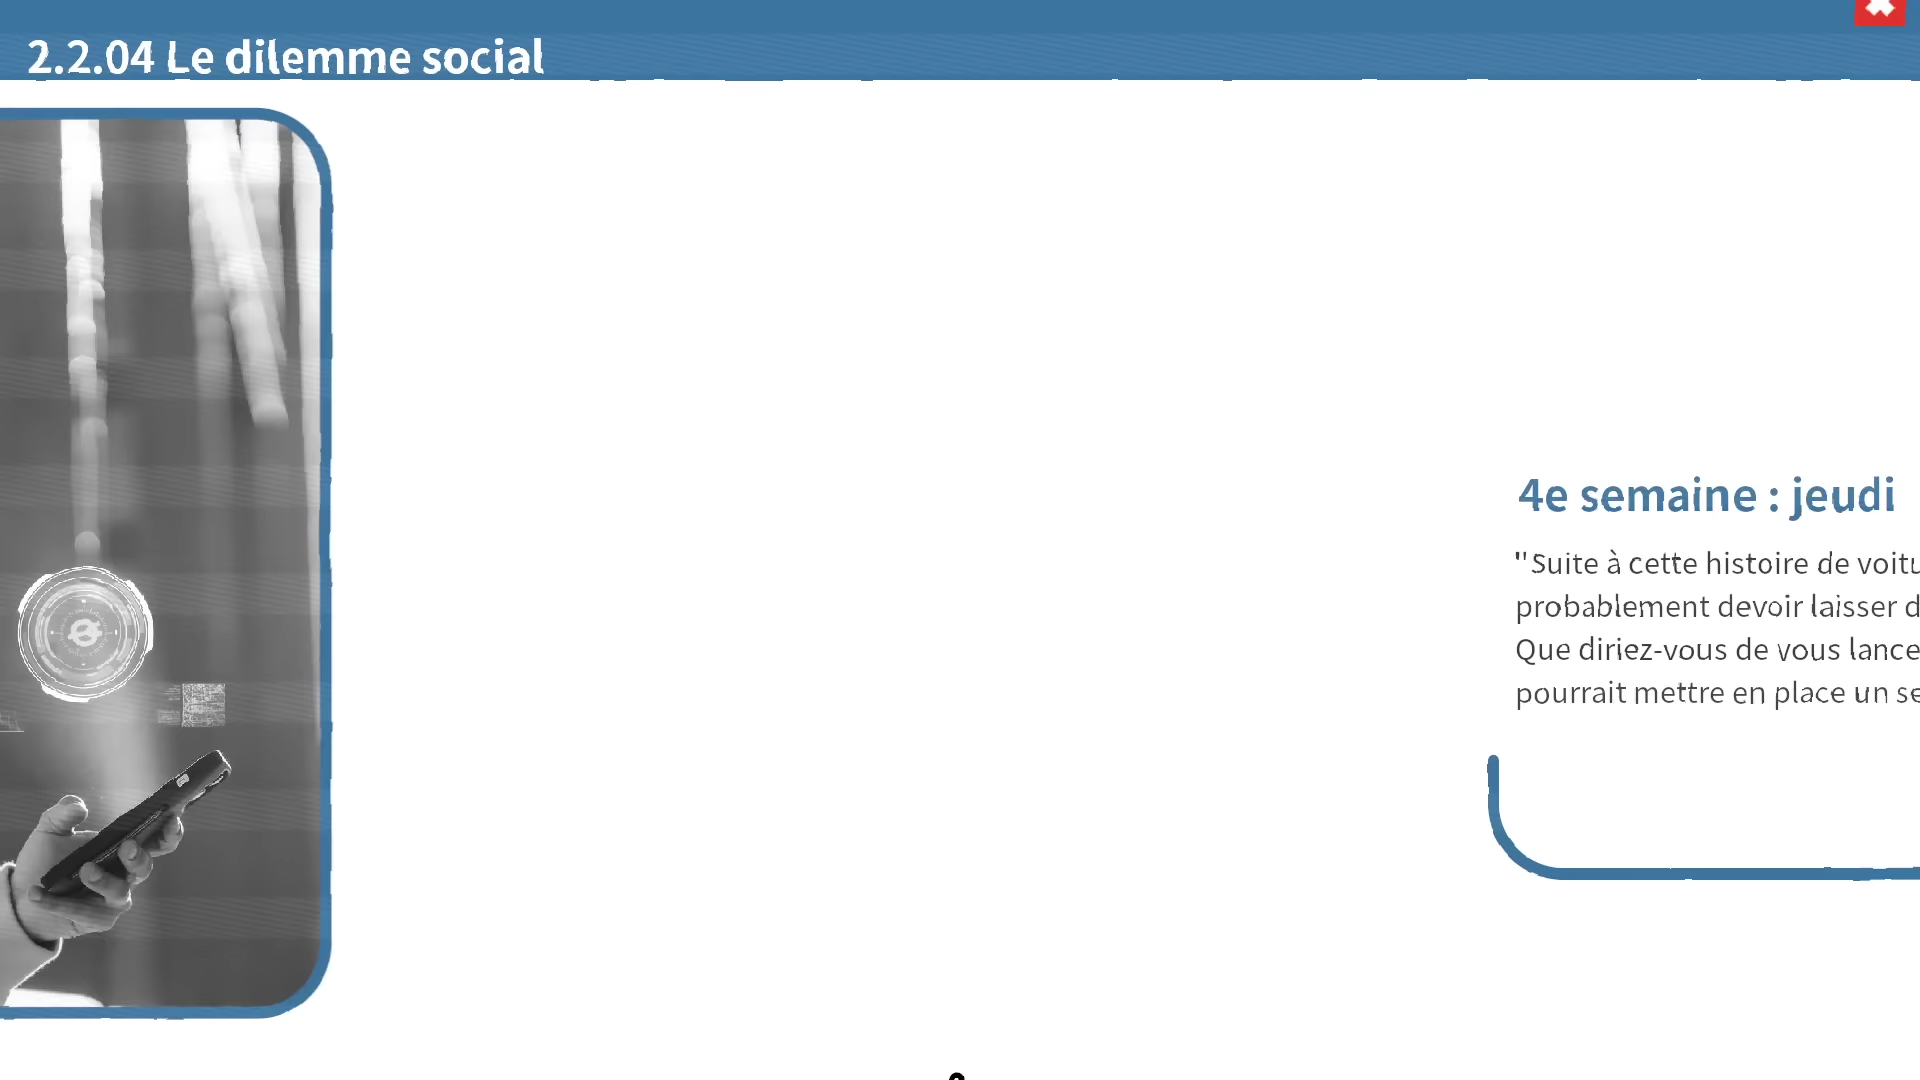 2.2.04 Le dilemme social
4e semaine : jeudi
"Suite à cette histoire de voitu
probablement devoir laisser d
Que diriez-vous de vous lance
pourrait mettre en place un se